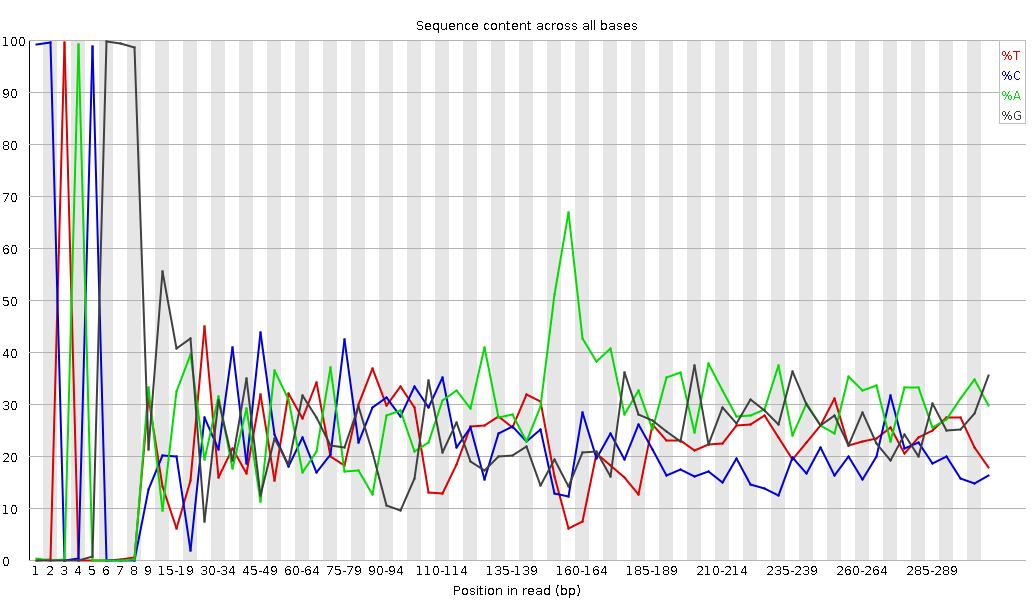 Sequence content across all bases
100
90
80
70
60
50
40
30
20
10
0
%T
%C
%A
%G
1 2 3 4 5 6 7 8 9 15-19 30-34 45-49 60-64 75-79 90-94 110-114 135-139 160-164 185-189 210-214 235-239 260-264 285-289
Position in read (bp)